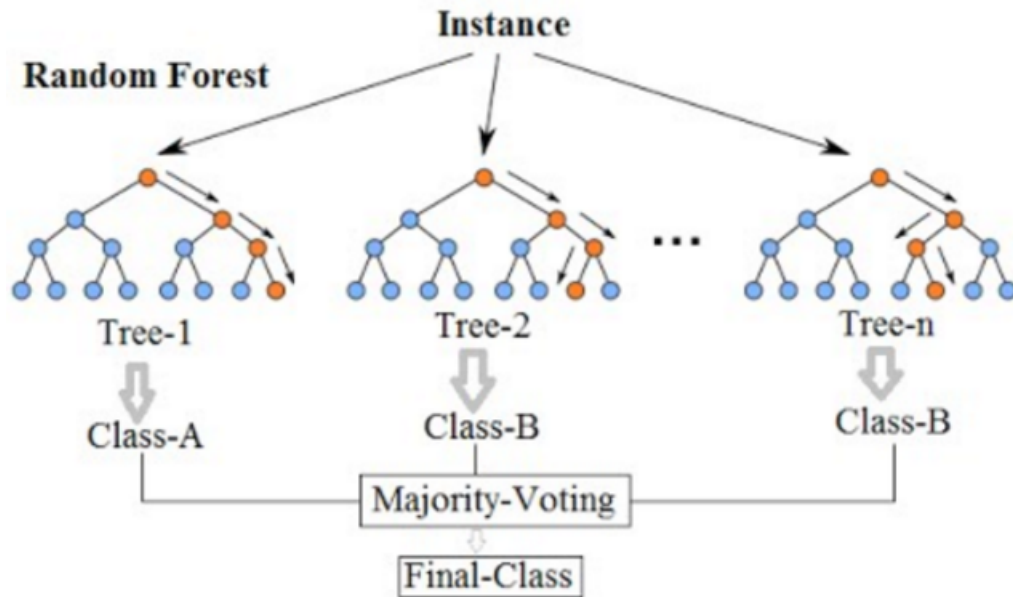 Instance
Random Forest
...
Tree-1
Tree-2
Tree-n
Class-A
Class-B
Class-B
Majority-Voting
Final-Class